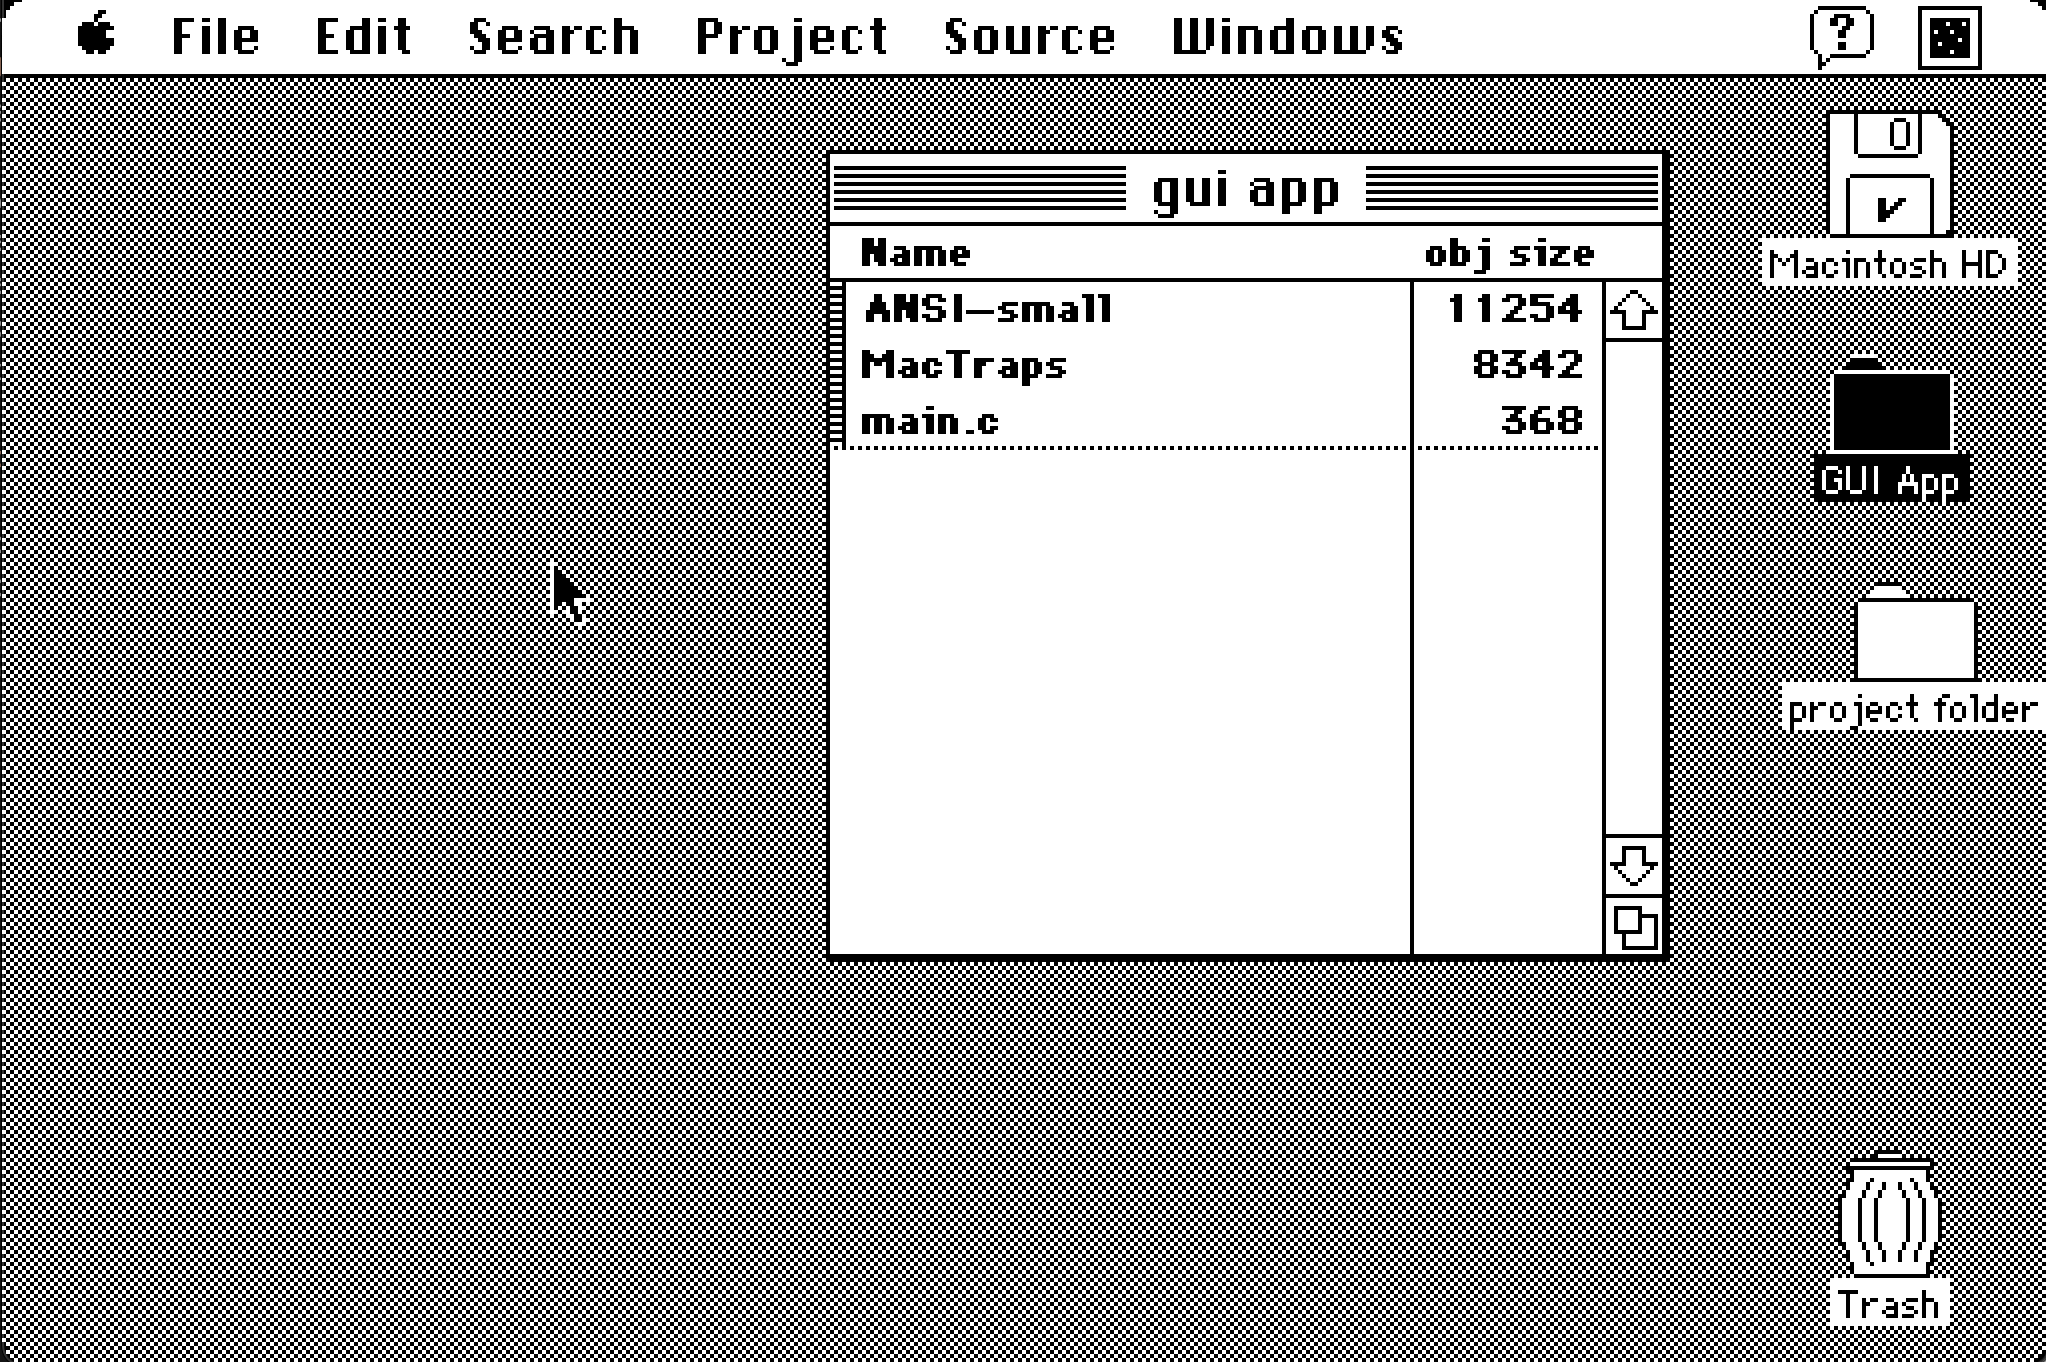 File Edit Search Project Source Windows
?
0
Macintosh HD
gui app
Name obj size
ANSI-small 11254
MacTraps 8342
main.c 368
GUI App
project folder
Trash